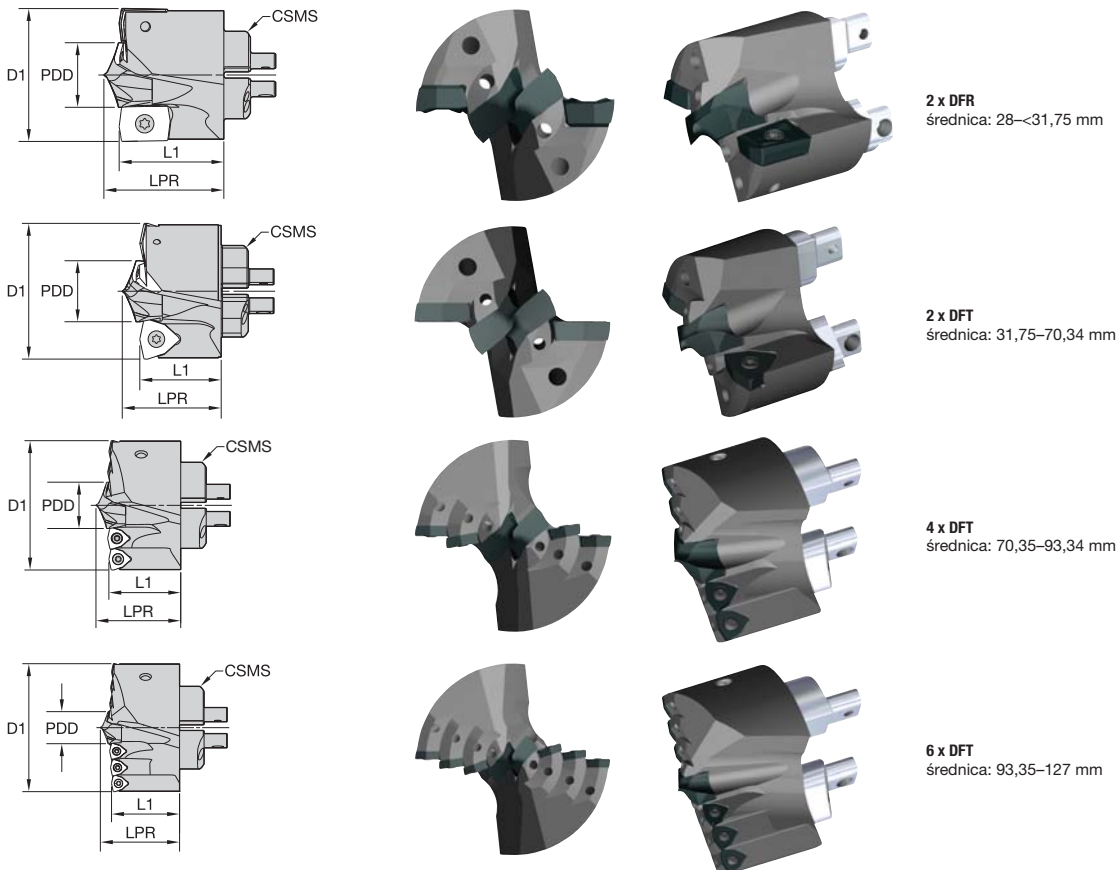 CSMS
D1
PDD
L1
LPR
2 x DFR
średnica: 28–<31,75 mm
CSMS
D1
PDD
L1
LPR
2 x DFT
średnica: 31,75–70,34 mm
CSMS
D1
PDD
L1
LPR
4 x DFT
średnica: 70,35–93,34 mm
CSMS
D1
PDD
L1
LPR
6 x DFT
średnica: 93,35–127 mm